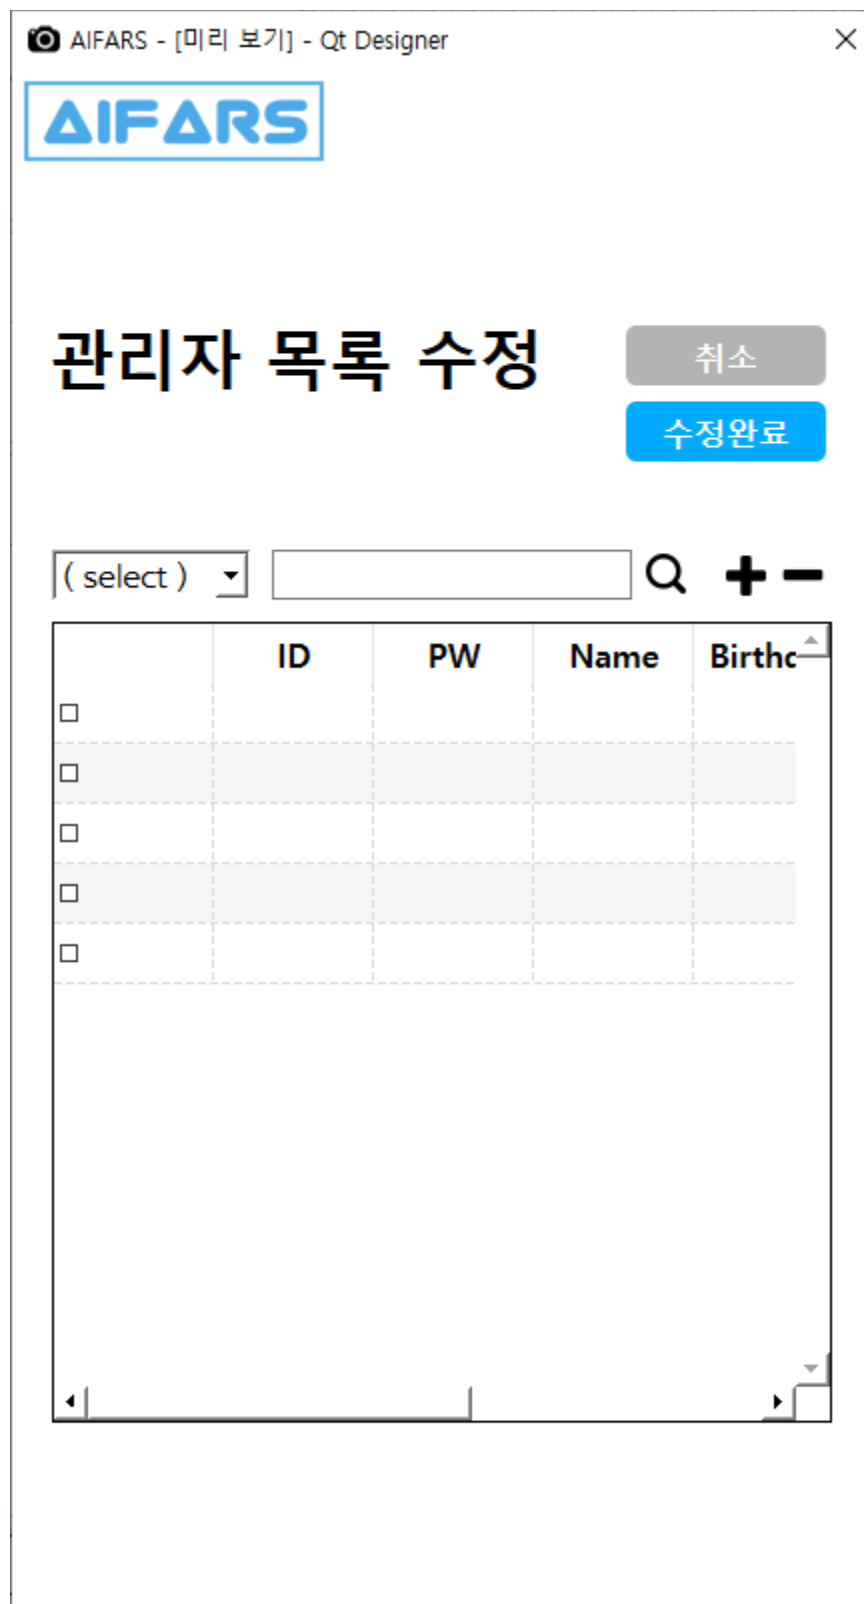 AIFARS - [미리 보기] - Qt Designer
AIFARS
관리자 목록 수정
취소
수정완료
( select )
ID PW Name Birthc